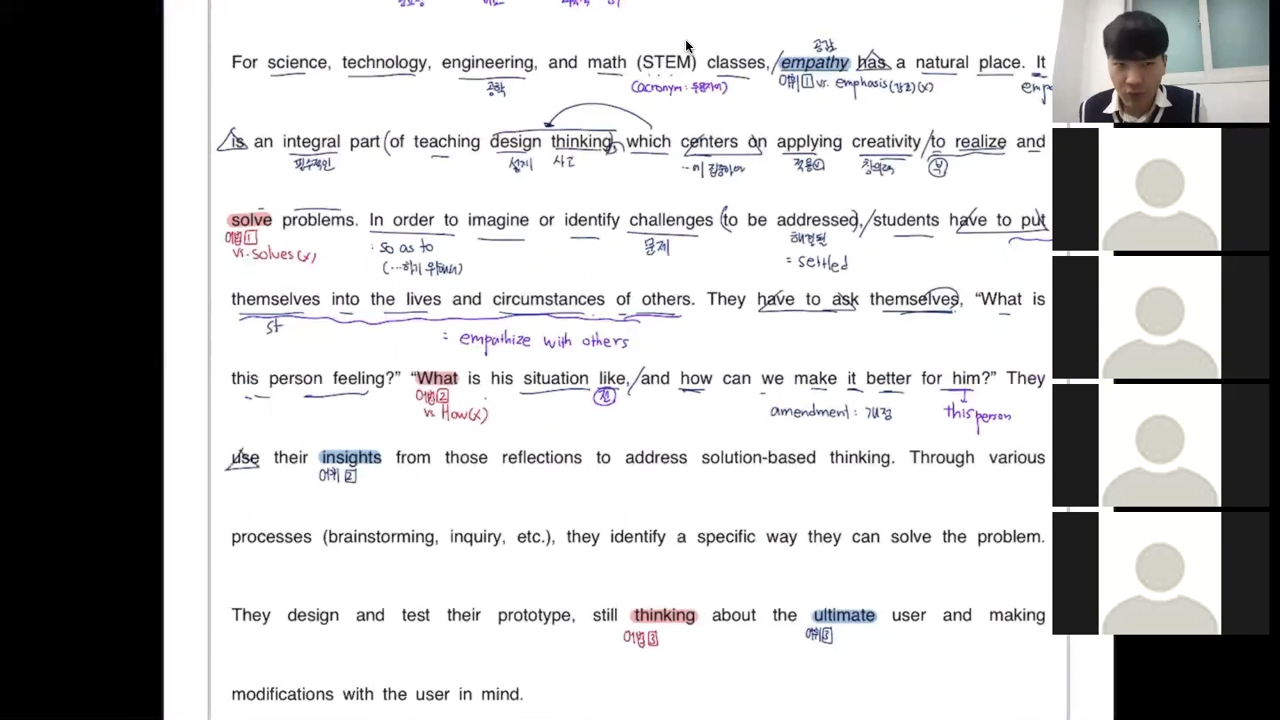 For science, technology, engineering, and math (STEM) classes, empathy has a natural place. It
공감
공학
(acronym : 두문자어)
어휘 1 vs. emphasis(강조)(x)
is an integral part of teaching design thinking, which centers on applying creativity to realize and
필수적인
설계 사고
…에 집중하여
창의력
부
solve problems. In order to imagine or identify challenges (to be addressed), students have to put
어법 1
vs. solves(x)
: so as to
(…하기 위해서)
문제
해결될
= settled
themselves into the lives and circumstances of others. They have to ask themselves, “What is
= empathize with others
this person feeling?” “What is his situation like, and how can we make it better for him?” They
어법 2
vs How(x)
전
amendment : 개정
this person
use their insights from those reflections to address solution-based thinking. Through various
어휘 2
processes (brainstorming, inquiry, etc.), they identify a specific way they can solve the problem.
They design and test their prototype, still thinking about the ultimate user and making
어법 3
어휘 3
modifications with the user in mind.